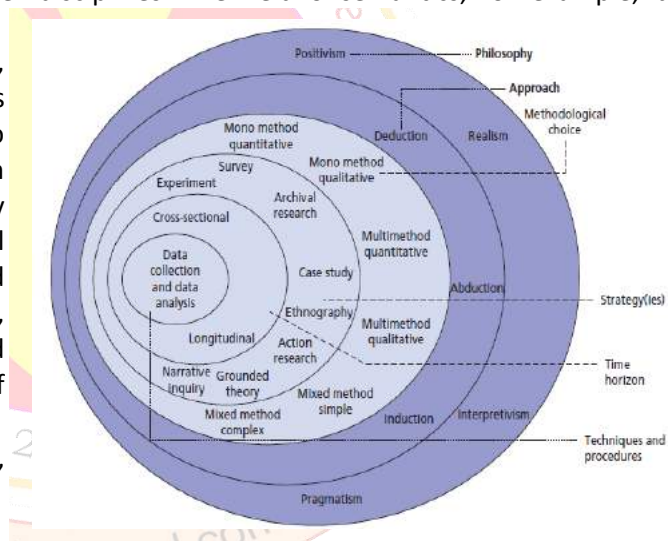 Positivism
Philosophy
Approach
Methodological
choice
Mono method
quantitative
Deduction
Realism
Survey
Mono method
qualitative
Experiment
Archival
research
Cross-sectional
Multimethod
quantitative
Data
collection
and data
analysis
Case study
Abduction
Strategy(ies)
Ethnography
Multimethod
qualitative
Longitudinal
Action
research
Time
horizon
Narrative
inquiry
Grounded
theory
Mixed method
simple
Mixed method
complex
Induction
Interpretivism
Techniques and
procedures
Pragmatism